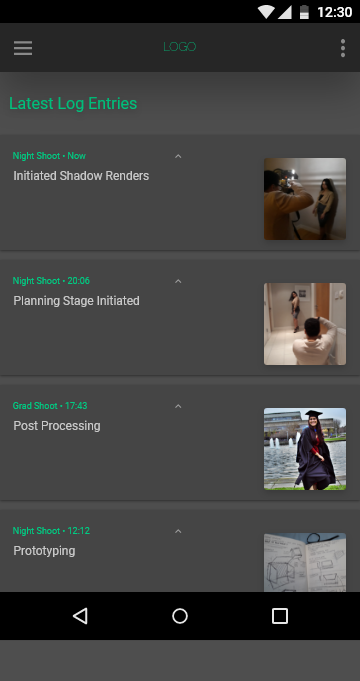 12:30
LOGO
Latest Log Entries
Night Shoot • Now
Initiated Shadow Renders
Night Shoot • 20:06
Planning Stage Initiated
Grad Shoot • 17:43
Post Processing
Night Shoot • 12:12
Prototyping